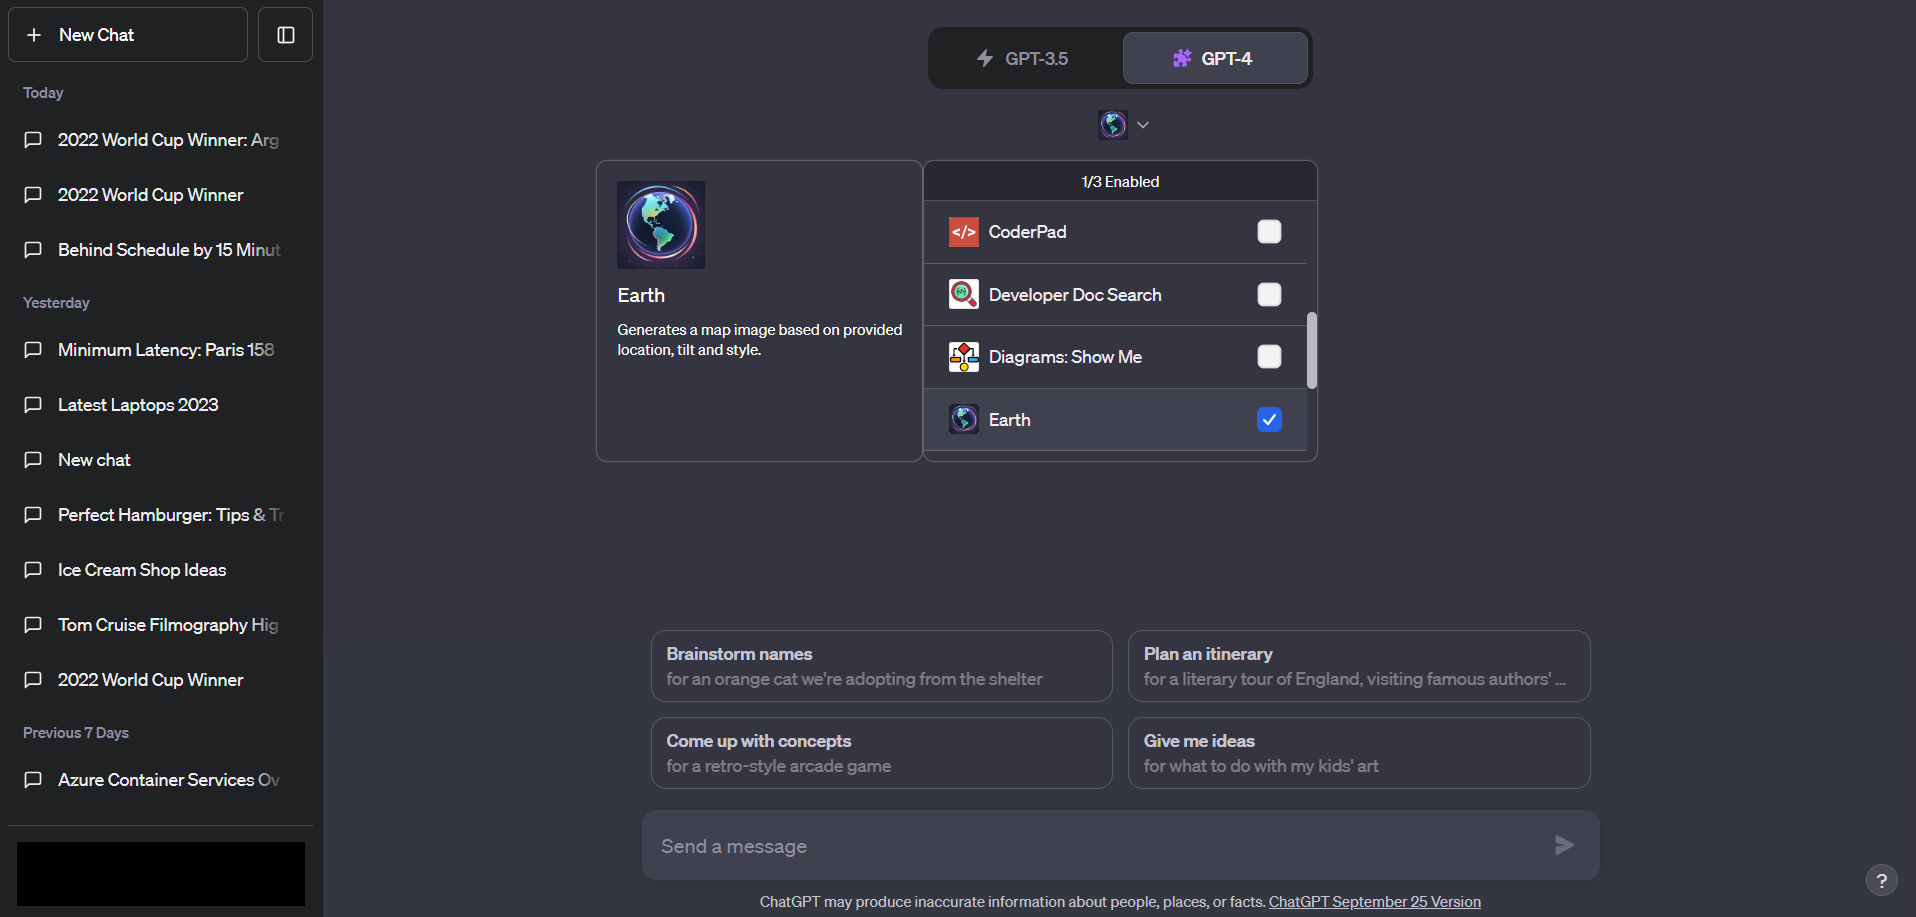 New Chat
Today
2022 World Cup Winner: Arg
2022 World Cup Winner
Behind Schedule by 15 Minut
Yesterday
Minimum Latency: Paris 158
Latest Laptops 2023
New chat
Perfect Hamburger: Tips & Tr
Ice Cream Shop Ideas
Tom Cruise Filmography Hig
2022 World Cup Winner
Previous 7 Days
Azure Container Services Ov
GPT-3.5
GPT-4
Earth
Generates a map image based on provided
location, tilt and style.
1/3 Enabled
</> CoderPad
Developer Doc Search
Diagrams: Show Me
Earth
Brainstorm names
for an orange cat we're adopting from the shelter
Plan an itinerary
for a literary tour of England, visiting famous authors' ...
Come up with concepts
for a retro-style arcade game
Give me ideas
for what to do with my kids' art
Send a message
ChatGPT may produce inaccurate information about people, places, or facts. ChatGPT September 25 Version
?